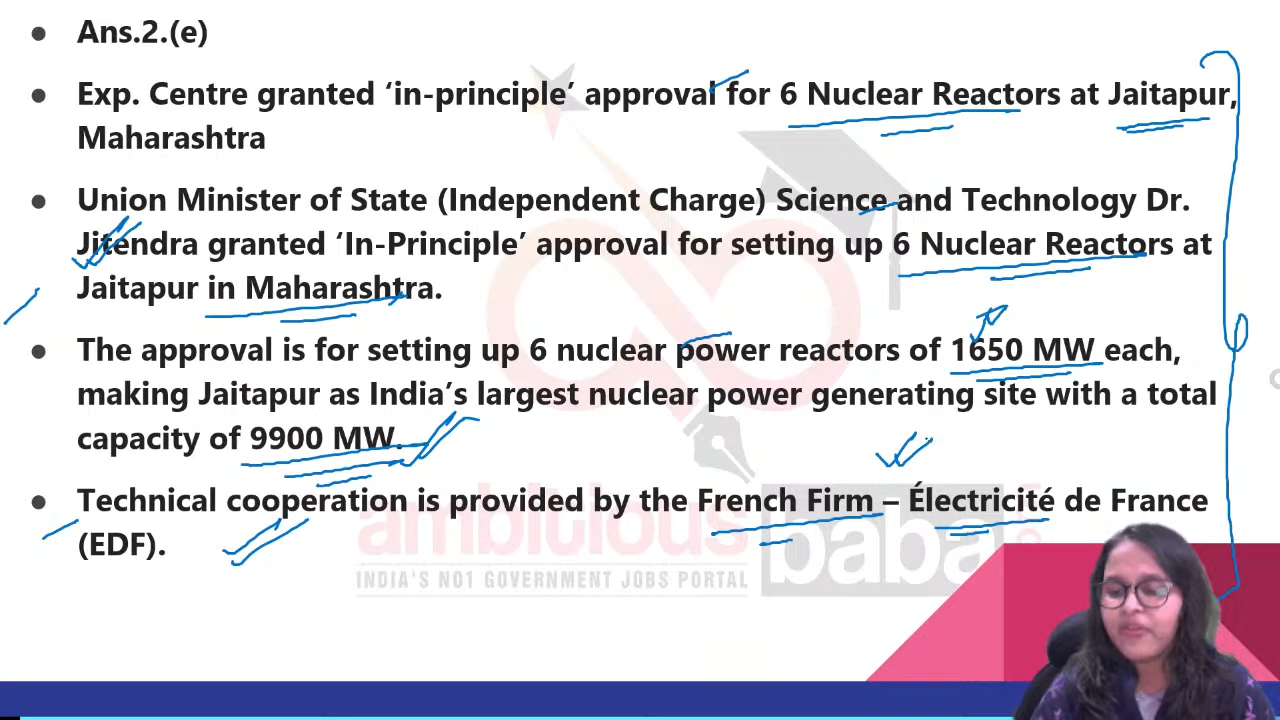 Ans.2.(e)
Exp. Centre granted ‘in-principle’ approval for 6 Nuclear Reactors at Jaitapur,
Maharashtra
Union Minister of State (Independent Charge) Science and Technology Dr.
Jitendra granted ‘In-Principle’ approval for setting up 6 Nuclear Reactors at
Jaitapur in Maharashtra.
The approval is for setting up 6 nuclear power reactors of 1650 MW each,
making Jaitapur as India’s largest nuclear power generating site with a total
capacity of 9900 MW.
Technical cooperation is provided by the French Firm – Électricité de France
(EDF).
ambitious baba
INDIA'S NO1 GOVERNMENT JOBS PORTAL